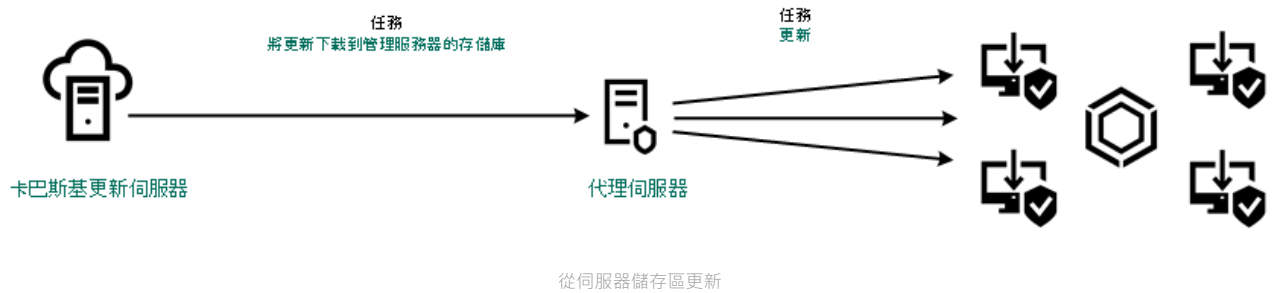 任務
將更新下載到管理服務器的存儲庫
任務
更新
卡巴斯基更新伺服器
代理伺服器
從伺服器儲存區更新